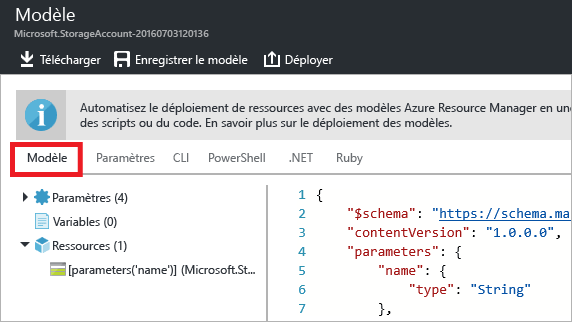 Modèle
Microsoft.StorageAccount-20160703120136
Télécharger Enregistrer le modèle Déployer
Automatisez le déploiement de ressources avec des modèles Azure Resource Manager en une
des scripts ou du code. En savoir plus sur le déploiement des modèles.
Modèle Paramètres CLI PowerShell .NET Ruby
Paramètres (4)
Variables (0)
Ressources (1)
[parameters('name')] (Microsoft.St...
1 {
2 "$schema": "https://schema.ma
3 "contentVersion": "1.0.0.0",
4 "parameters": {
5 "name": {
6 "type": "String"
7 },